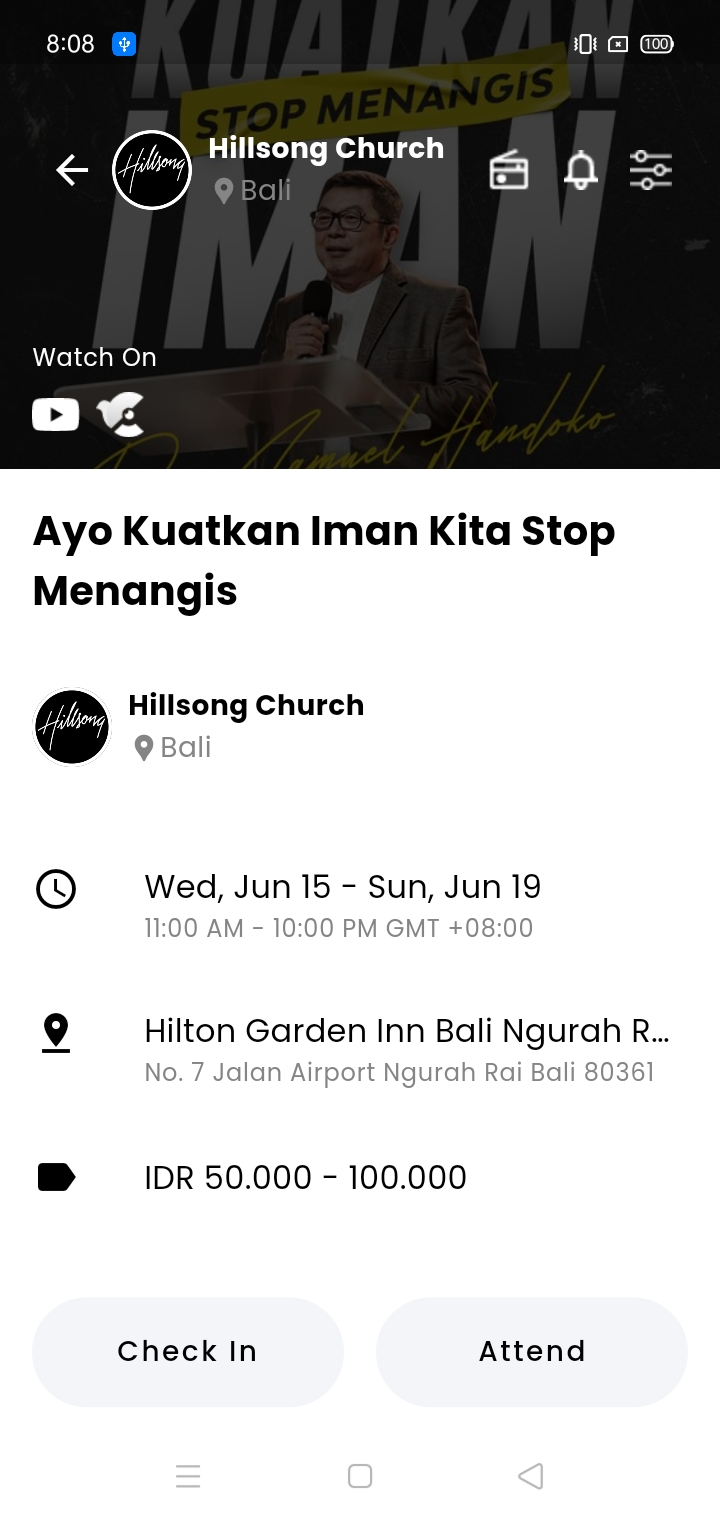 8:08
100
KUATKAN
STOP MENANGIS
IMAN
Hillsong
Hillsong Church
Bali
Watch On
Samuel Handoko
Ayo Kuatkan Iman Kita Stop
Menangis
Hillsong
Hillsong Church
Bali
Wed, Jun 15 - Sun, Jun 19
11:00 AM - 10:00 PM GMT +08:00
Hilton Garden Inn Bali Ngurah R...
No. 7 Jalan Airport Ngurah Rai Bali 80361
IDR 50.000 - 100.000
Check In
Attend